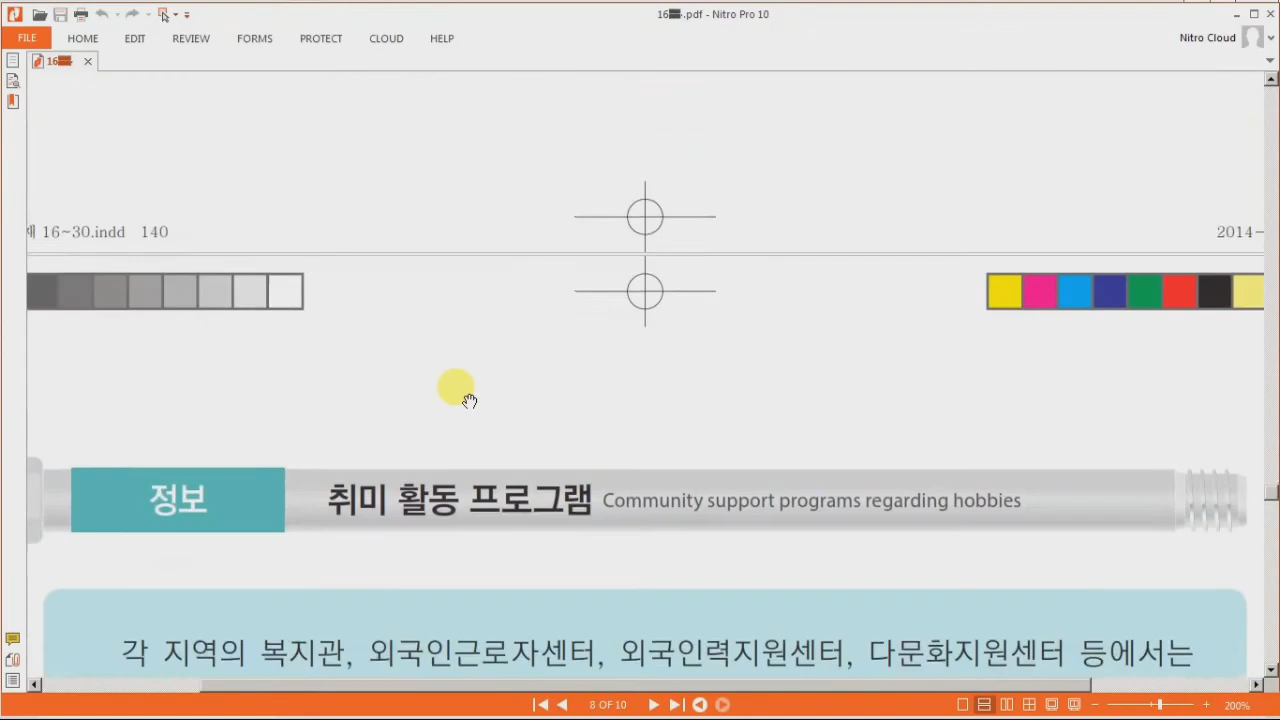 .pdf - Nitro Pro 10
FILE HOME EDIT REVIEW FORMS PROTECT CLOUD HELP
Nitro Cloud
16
16~30.indd 140
2014-
정보
취미 활동 프로그램 Community support programs regarding hobbies
각 지역의 복지관, 외국인근로자센터, 외국인력지원센터, 다문화지원센터 등에서는
8 OF 10
200%